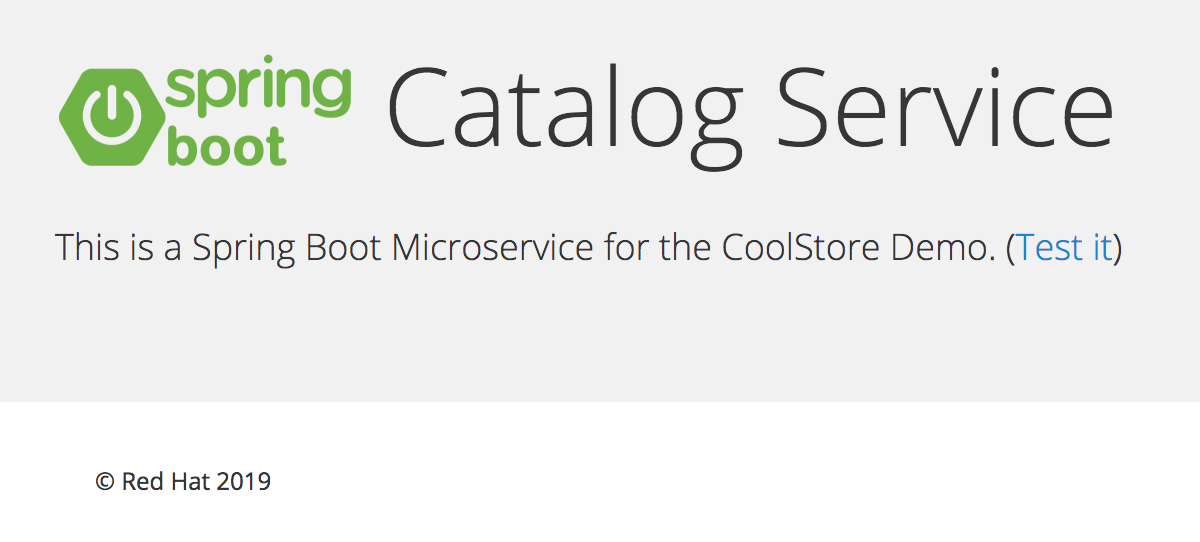 spring
boot
Catalog Service
This is a Spring Boot Microservice for the CoolStore Demo. (Test it)
© Red Hat 2019